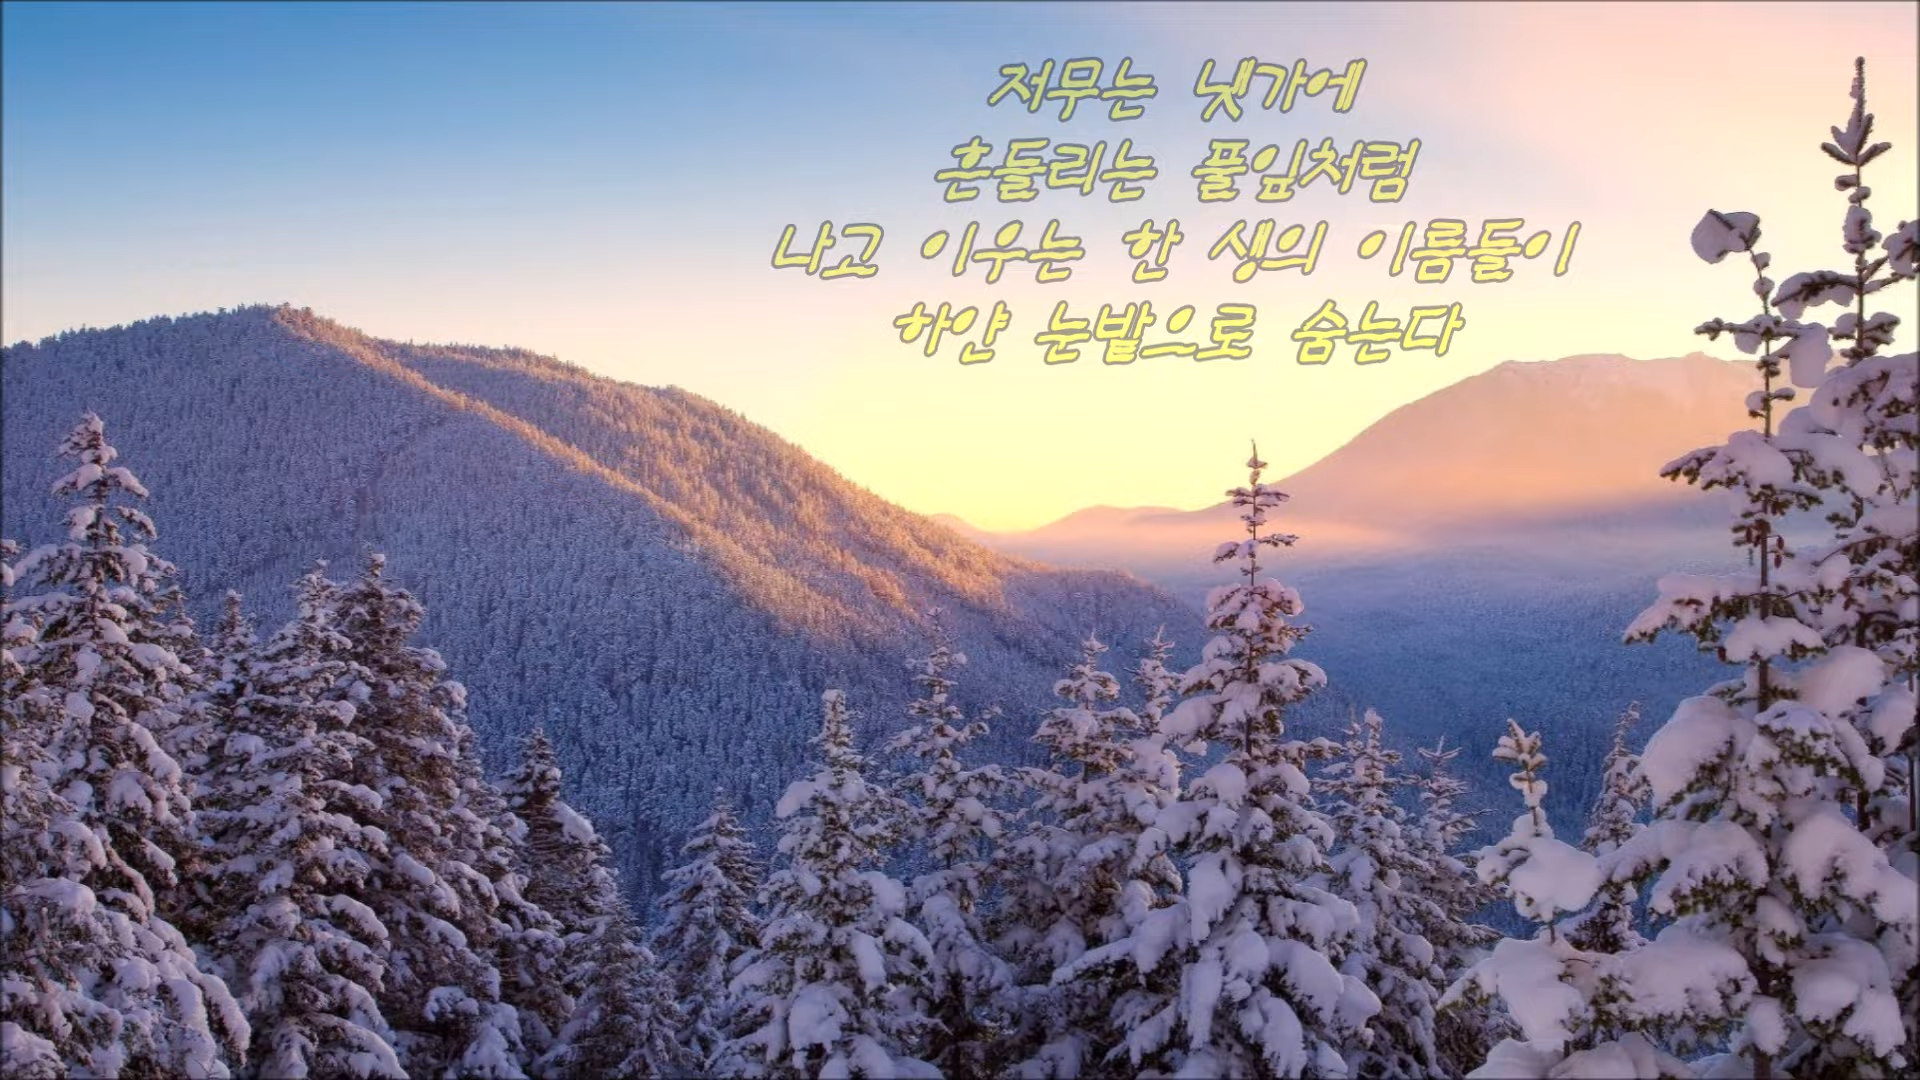 저무는 냇가에
흔들리는 풀잎처럼
나고 이우는 한 생의 이름들이
하얀 눈밭으로 숨는다